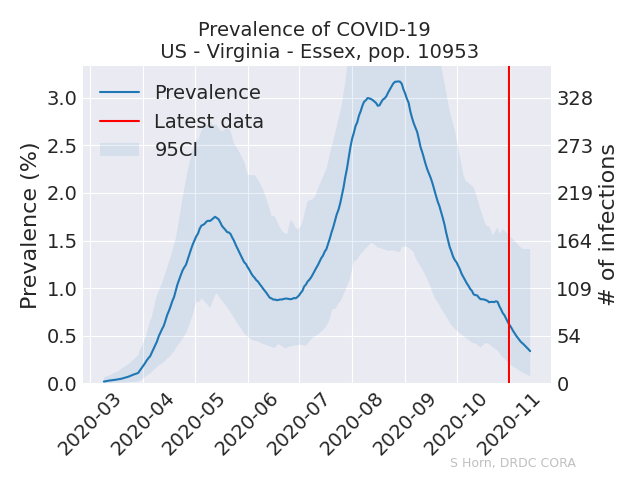 Prevalence of COVID-19
US - Virginia - Essex, pop. 10953
Prevalence
Latest data
95CI
Prevalence (%)
3.0
2.5
2.0
1.5
1.0
0.5
0.0
328
273
219
164
109
54
0
# of infections
2020-03
2020-04
2020-05
2020-06
2020-07
2020-08
2020-09
2020-10
2020-11
S Horn, DRDC CORA